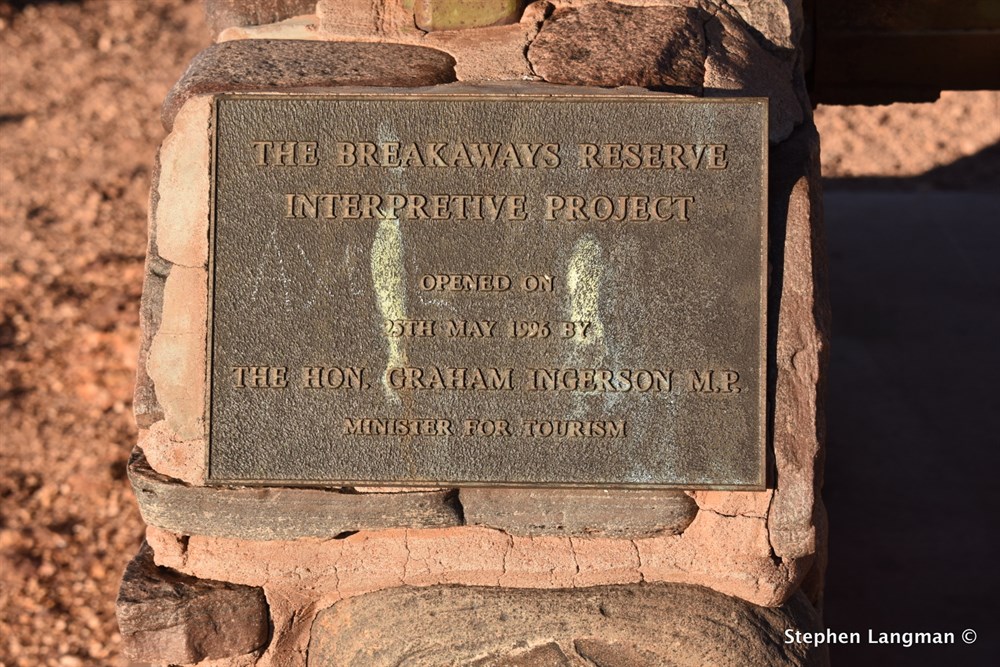 THE BREAKAWAYS RESERVE
INTERPRETIVE PROJECT
OPENED ON
25TH MAY 1996 BY
THE HON. GRAHAM INGERSON M.P.
MINISTER FOR TOURISM
Stephen Langman ©